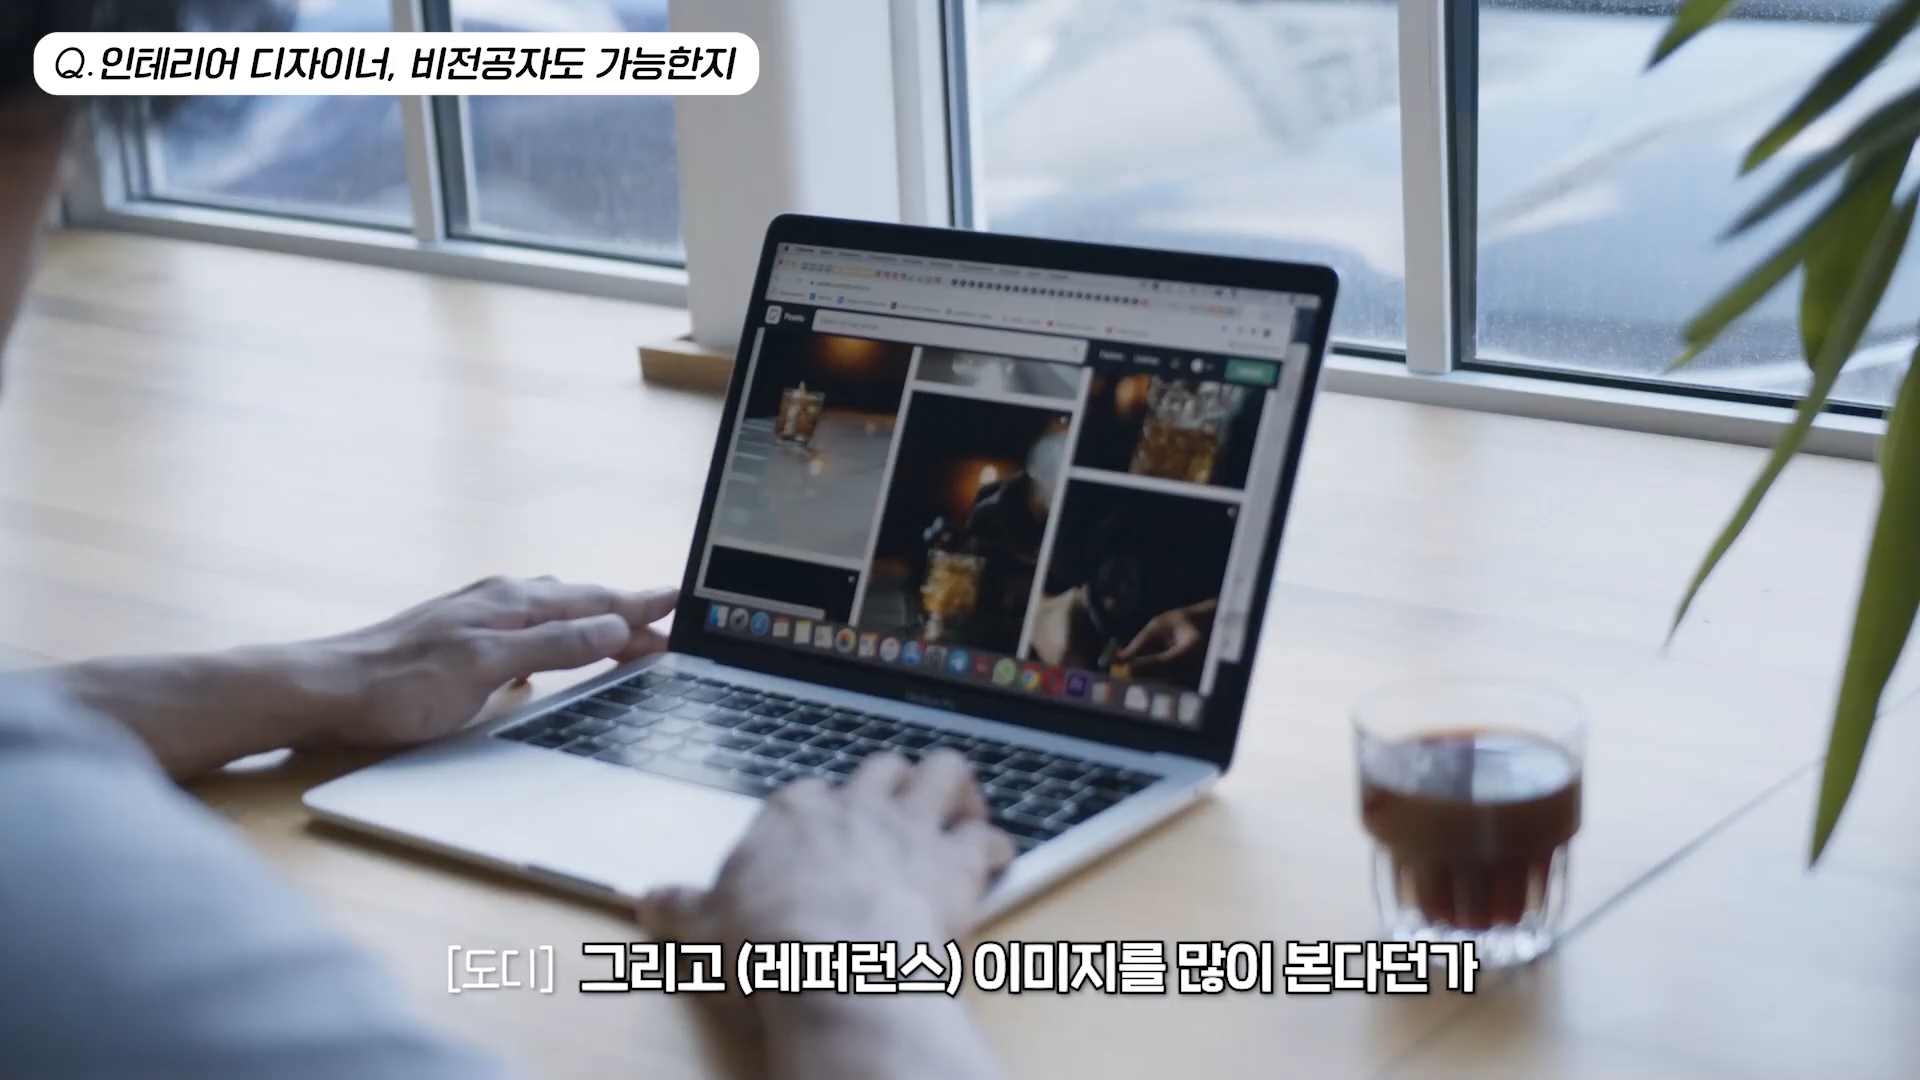 Q. 인테리어 디자이너, 비전공자도 가능한지
Pexels
[도디] 그리고 (레퍼런스) 이미지를 많이 본다던가